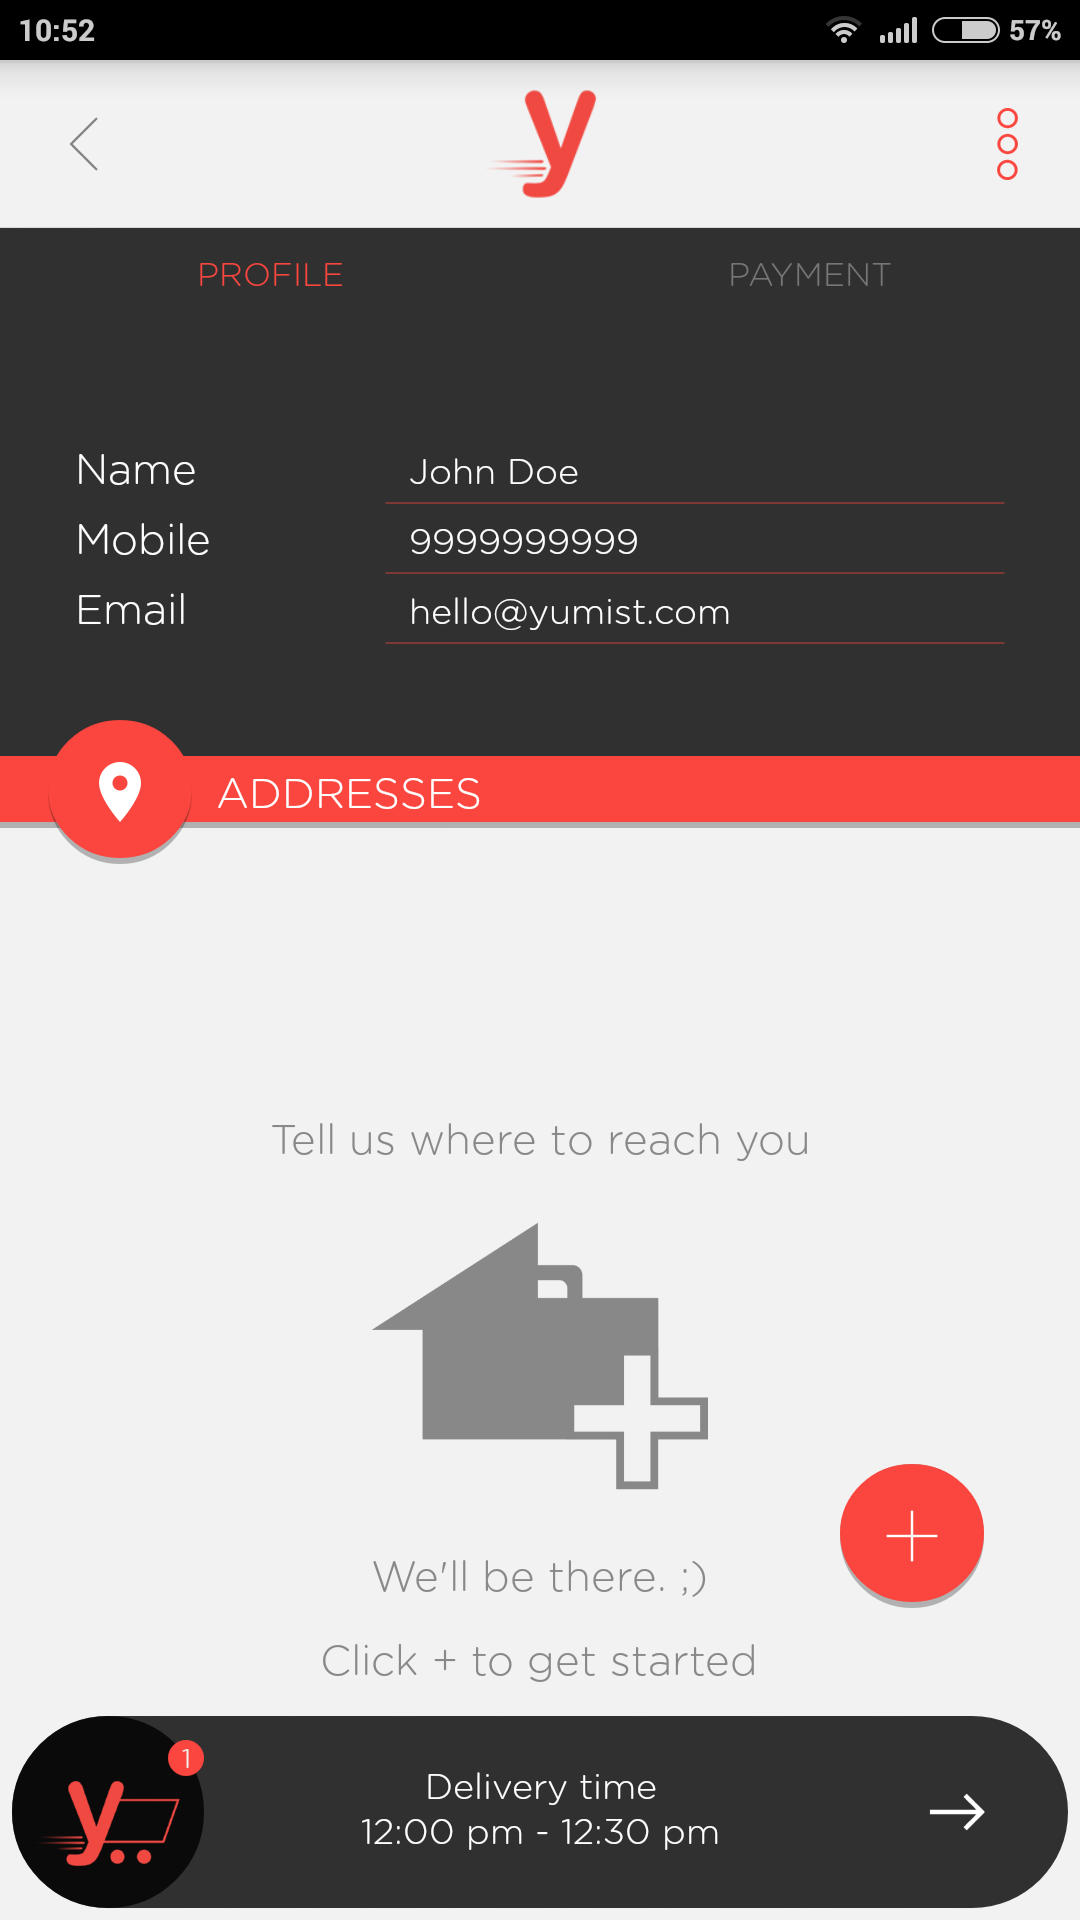 10:52 57%
y
PROFILE PAYMENT
Name John Doe
Mobile 9999999999
Email hello@yumist.com
ADDRESSES
Tell us where to reach you
We'll be there. ;)
Click + to get started
y 1
Delivery time
12:00 pm - 12:30 pm